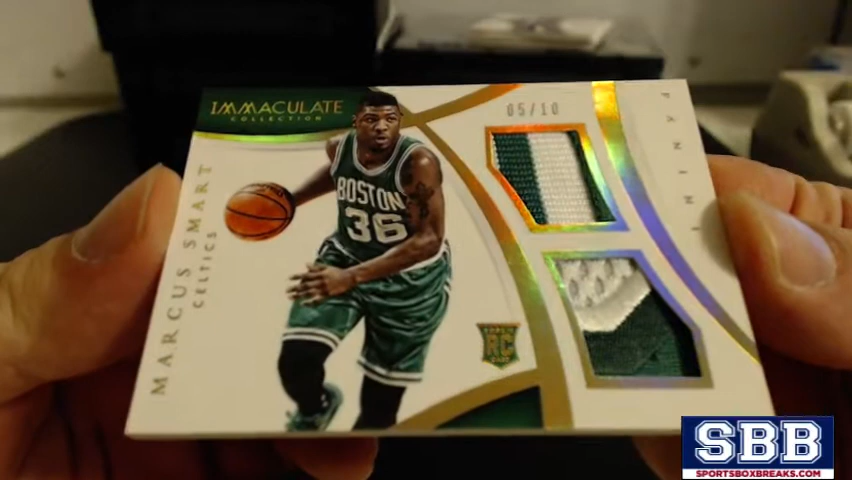 IMMACULATE
COLLECTION
05/10
PANINI
MARCUS SMART
CELTICS
BOSTON
36
RC
SBB
SPORTSBOXBREAKS.COM